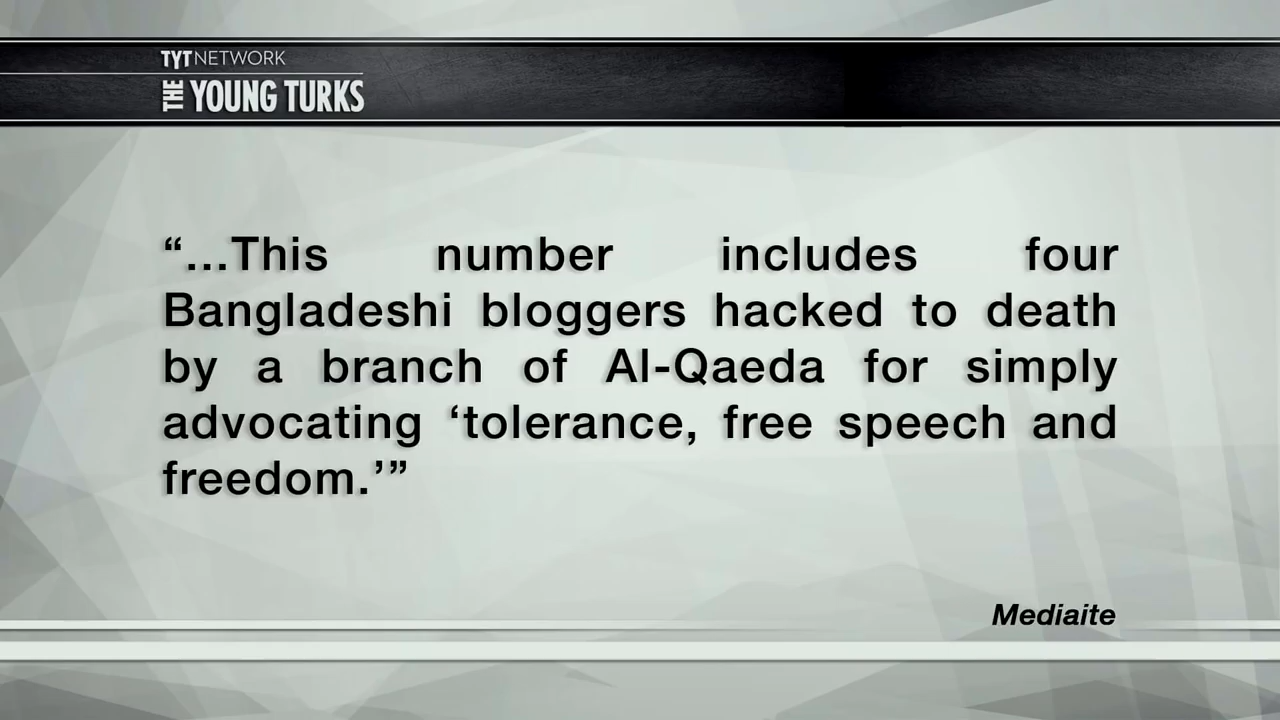 TYT NETWORK
THE YOUNG TURKS
“...This number includes four
Bangladeshi bloggers hacked to death
by a branch of Al-Qaeda for simply
advocating ‘tolerance, free speech and
freedom.’”
Mediaite